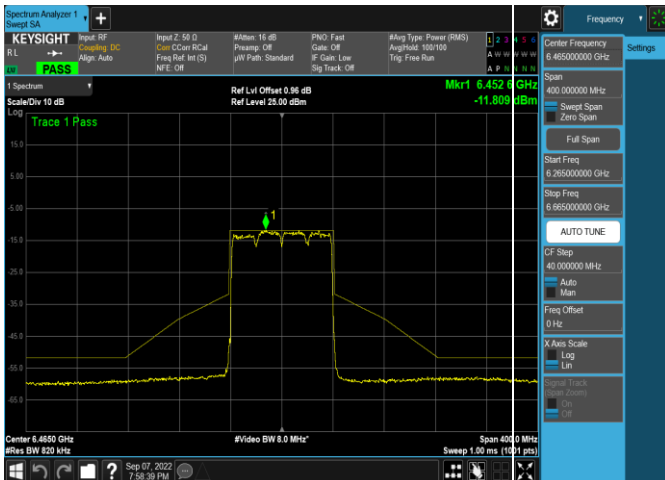 Spectrum Analyzer 1
Swept SA
Frequency
KEYSIGHT
RL
LV
PASS
Input: RF
Coupling: DC
Align: Auto
Input Z: 50 Ω
Corr CCorr RCal
Freq Ref: Int (S)
NFE: Off
#Atten: 16 dB
Preamp: Off
µW Path: Standard
PNO: Fast
Gate: Off
IF Gain: Low
Sig Track: Off
#Avg Type: Power (RMS)
Avg|Hold: 100/100
Trig: Free Run
1 2 3 4 5 6
A W W W W W
A P N N N N
1 Spectrum
Scale/Div 10 dB
Log
Ref Lvl Offset 0.96 dB
Ref Level 25.00 dBm
Mkr1 6.452 6 GHz
-11.809 dBm
Trace 1 Pass
15.0
5.00
-5.00
1
-15.0
-25.0
-35.0
-45.0
-55.0
-65.0
Center 6.4650 GHz
#Res BW 820 kHz
#Video BW 8.0 MHz*
Span 400.0 MHz
Sweep 1.00 ms (1001 pts)
Sep 07, 2022
7:58:39 PM
Center Frequency
6.465000000 GHz
Settings
Span
400.000000 MHz
Swept Span
Zero Span
Full Span
Start Freq
6.265000000 GHz
Stop Freq
6.665000000 GHz
AUTO TUNE
CF Step
40.000000 MHz
Auto
Man
Freq Offset
0 Hz
X Axis Scale
Log
Lin
Signal Track
(Span Zoom)
On
Off